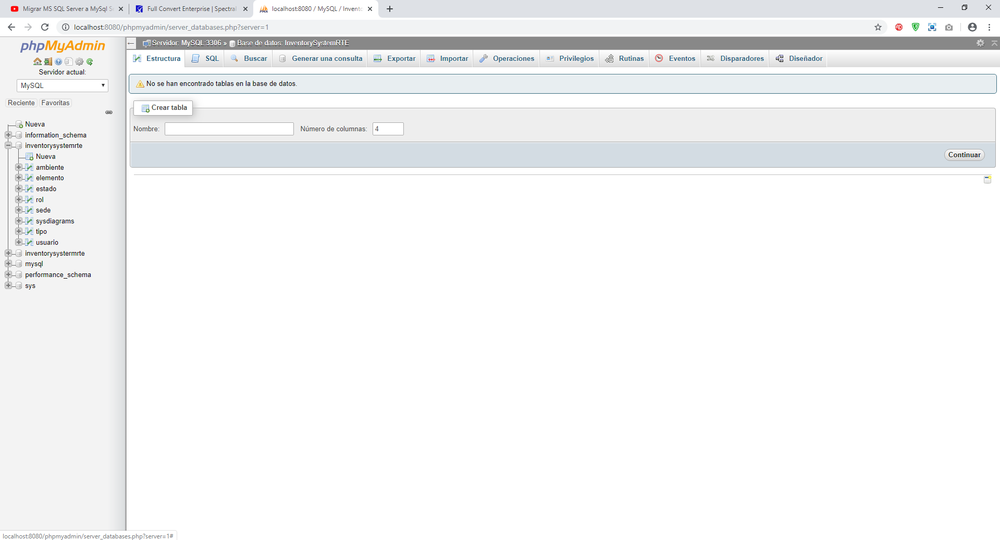 Migrar MS SQL Server a MySql S
Full Convert Enterprise | Spectral
localhost:8080 / MySQL / Invent
localhost:8080/phpmyadmin/server_databases.php?server=1
phpMyAdmin
Servidor actual:
MySQL
Reciente
Favoritas
Nueva
information_schema
inventorysystemrte
Nueva
ambiente
elemento
estado
rol
sede
sysdiagrams
tipo
usuario
inventorysystermrte
mysql
performance_schema
sys
Servidor: MySQL:3306 » Base de datos: InventorySystemRTE
Estructura SQL Buscar Generar una consulta Exportar Importar Operaciones Privilegios Rutinas Eventos Disparadores Diseñador
No se han encontrado tablas en la base de datos.
Crear tabla
Nombre: Número de columnas: 4
Continuar
localhost:8080/phpmyadmin/server_databases.php?server=1#